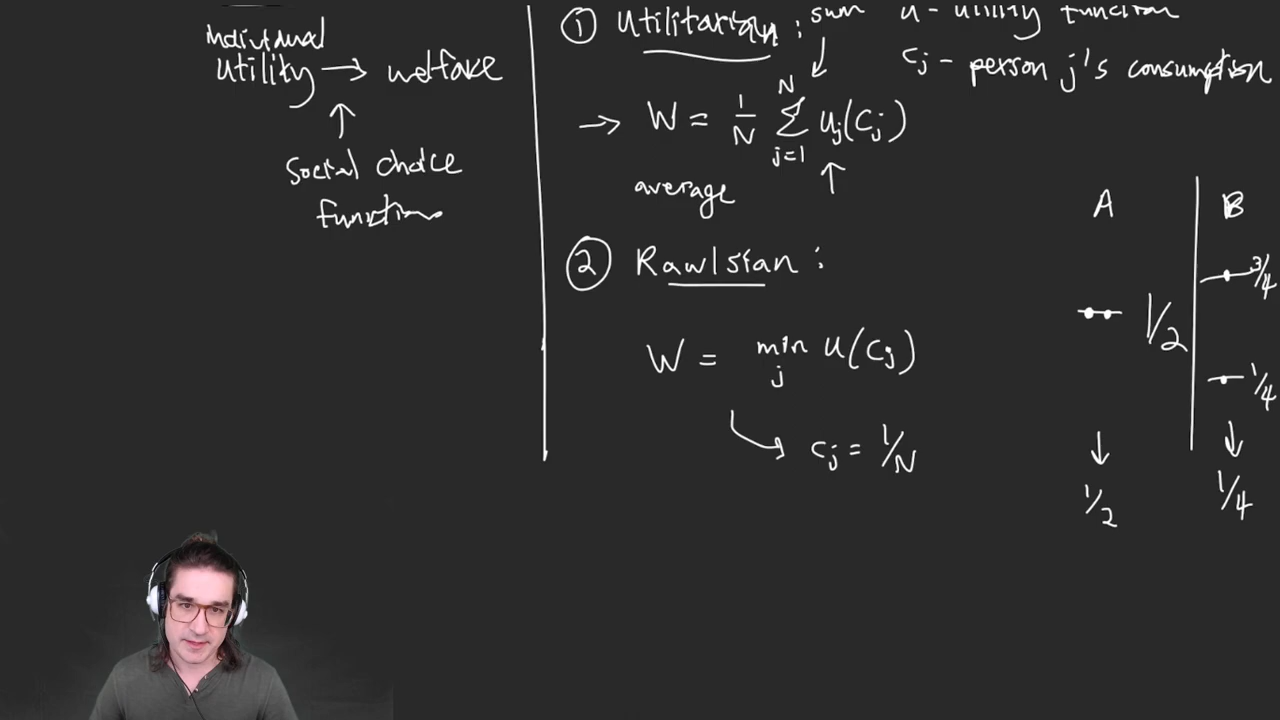 individual
utility → welfare
↑
social choice
function
① Utilitarian : sum
u - utility function
cj - person j's consumption
→ W = 1/N N Σ j=1 uj(cj)
average
② Rawlsian :
W = min j u(cj)
cj = 1/N
A B
3/4
1/2
1/4
↓ ↓
1/2 1/4